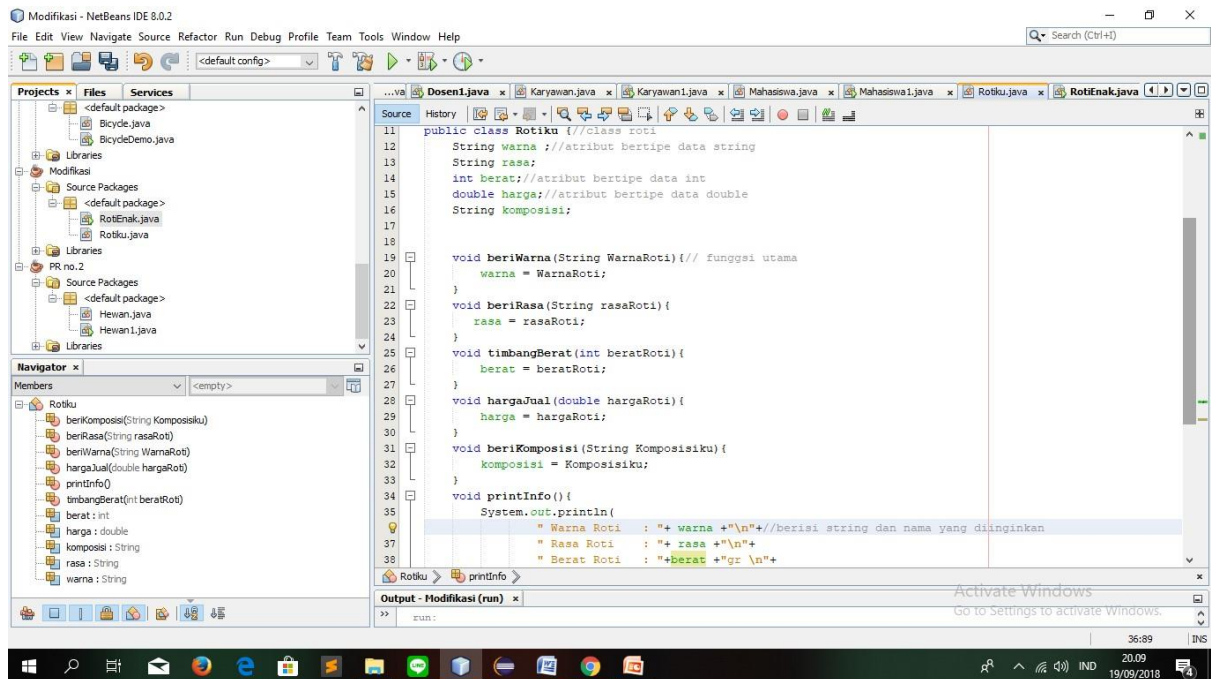 Modifikasi - NetBeans IDE 8.0.2
File Edit View Navigate Source Refactor Run Debug Profile Team Tools Window Help
Search (Ctrl+I)
<default config>
Projects x Files Services
<default package>
Bicycle.java
BicycleDemo.java
Libraries
Modifikasi
Source Packages
<default package>
RotiEnak.java
Rotiku.java
Libraries
PR no.2
Source Packages
<default package>
Hewan.java
Hewan1.java
Libraries
Navigator x
Members <empty>
Rotiku
beriKomposisi(String Komposisiku)
beriRasa(String rasaRoti)
beriWarna(String WarnaRoti)
hargaJual(double hargaRoti)
printInfo()
timbangBerat(int beratRoti)
berat : int
harga : double
komposisi : String
rasa : String
warna : String
...va Dosen1.java x Karyawan.java x Karyawan1.java x Mahasiswa.java x Mahasiswa1.java x Rotiku.java x RotiEnak.java
Source History
11 public class Rotiku {//class roti
12 String warna ;//atribut bertipe data string
13 String rasa;
14 int berat;//atribut bertipe data int
15 double harga;//atribut bertipe data double
16 String komposisi;
17
18
19 void beriWarna(String WarnaRoti){// funggsi utama
20 warna = WarnaRoti;
21 }
22 void beriRasa(String rasaRoti){
23 rasa = rasaRoti;
24 }
25 void timbangBerat(int beratRoti){
26 berat = beratRoti;
27 }
28 void hargaJual(double hargaRoti){
29 harga = hargaRoti;
30 }
31 void beriKomposisi(String Komposisiku){
32 komposisi = Komposisiku;
33 }
34 void printInfo(){
35 System.out.println(
" Warna Roti : "+ warna +"\n"+//berisi string dan nama yang diinginkan
37 " Rasa Roti : "+ rasa +"\n"+
38 " Berat Roti : "+berat +"gr \n"+
Rotiku printInfo
Output - Modifikasi (run) x
run:
Activate Windows
Go to Settings to activate Windows.
36:89 INS
IND
20.09
19/09/2018
4